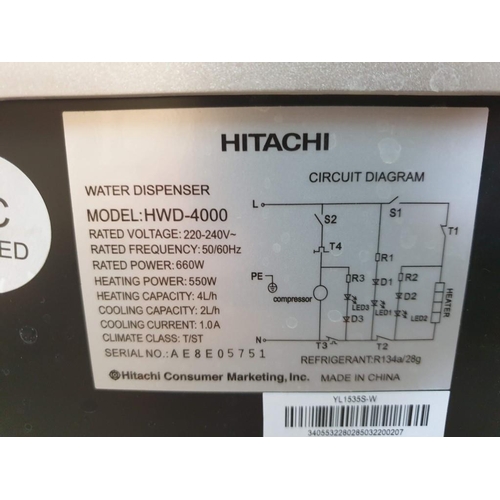 HITACHI
WATER DISPENSER
MODEL:HWD-4000
RATED VOLTAGE: 220-240V~
RATED FREQUENCY: 50/60Hz
RATED POWER: 660W
HEATING POWER: 550W
HEATING CAPACITY: 4L/h
COOLING CAPACITY: 2L/h
COOLING CURRENT: 1.0A
CLIMATE CLASS: T/ST
SERIAL NO.: AE8E05751
CIRCUIT DIAGRAM
L
S1
S2
T1
T4
R1
PE
R3
R2
D1
D2
compressor
HEATER
LED3
LED1
LED2
D3
N
T3
T2
REFRIGERANT:R134a/28g
Hitachi Consumer Marketing, Inc. MADE IN CHINA
C
ED
YL1535S-W
3405532280285032200207